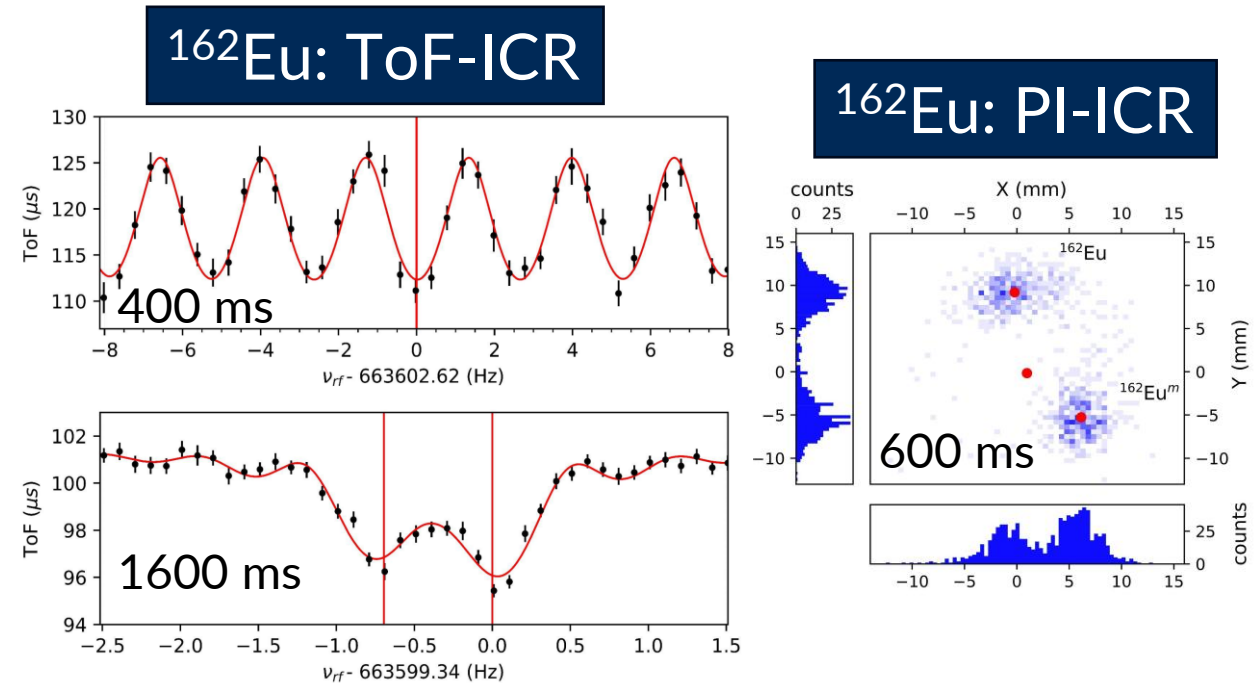 ¹⁶²Eu: ToF-ICR
130
125
120
115
110
ToF (μs)
400 ms
−8 −6 −4 −2 0 2 4 6 8
ν_rf - 663602.62 (Hz)
102
100
98
96
94
ToF (μs)
1600 ms
−2.5 −2.0 −1.5 −1.0 −0.5 0.0 0.5 1.0 1.5
ν_rf - 663599.34 (Hz)
¹⁶²Eu: PI-ICR
counts
0 25
X (mm)
−10 −5 0 5 10 15
15
10
5
0
−5
−10
¹⁶²Eu
¹⁶²Euᵐ
600 ms
15
10
5
0
−5
−10
Y (mm)
25
0
counts
−10 −5 0 5 10 15